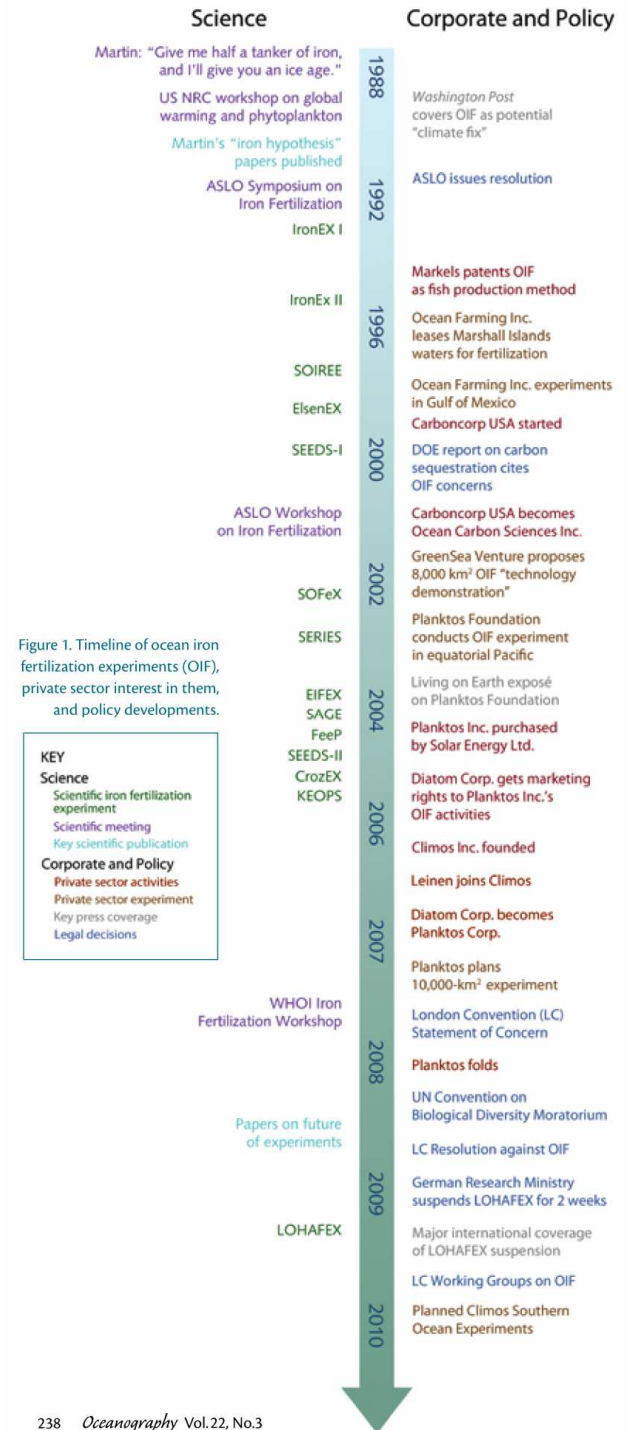 Science
Corporate and Policy
Martin: “Give me half a tanker of iron,
and I’ll give you an ice age.”
1988
US NRC workshop on global
warming and phytoplankton
Washington Post
covers OIF as potential
“climate fix”
Martin’s “iron hypothesis”
papers published
ASLO Symposium on
Iron Fertilization
1992
ASLO issues resolution
IronEX I
Markels patents OIF
as fish production method
IronEx II
1996
Ocean Farming Inc.
leases Marshall Islands
waters for fertilization
SOIREE
Ocean Farming Inc. experiments
in Gulf of Mexico
ElsenEX
Carboncorp USA started
SEEDS-I
2000
DOE report on carbon
sequestration cites
OIF concerns
ASLO Workshop
on Iron Fertilization
Carboncorp USA becomes
Ocean Carbon Sciences Inc.
GreenSea Venture proposes
8,000 km² OIF “technology
demonstration”
2002
SOFeX
SERIES
Planktos Foundation
conducts OIF experiment
in equatorial Pacific
Figure 1. Timeline of ocean iron
fertilization experiments (OIF),
private sector interest in them,
and policy developments.
EIFEX
2004
Living on Earth exposé
on Planktos Foundation
SAGE
FeeP
Planktos Inc. purchased
by Solar Energy Ltd.
SEEDS-II
CrozEX
KEOPS
Diatom Corp. gets marketing
rights to Planktos Inc.’s
OIF activities
KEY
Science
Scientific iron fertilization
experiment
Scientific meeting
Key scientific publication
Corporate and Policy
Private sector activities
Private sector experiment
Key press coverage
Legal decisions
2006
Climos Inc. founded
Leinen joins Climos
2007
Diatom Corp. becomes
Planktos Corp.
Planktos plans
10,000-km² experiment
WHOI Iron
Fertilization Workshop
London Convention (LC)
Statement of Concern
2008
Planktos folds
UN Convention on
Biological Diversity Moratorium
Papers on future
of experiments
LC Resolution against OIF
2009
German Research Ministry
suspends LOHAFEX for 2 weeks
LOHAFEX
Major international coverage
of LOHAFEX suspension
LC Working Groups on OIF
2010
Planned Climos Southern
Ocean Experiments
238 Oceanography Vol.22, No.3